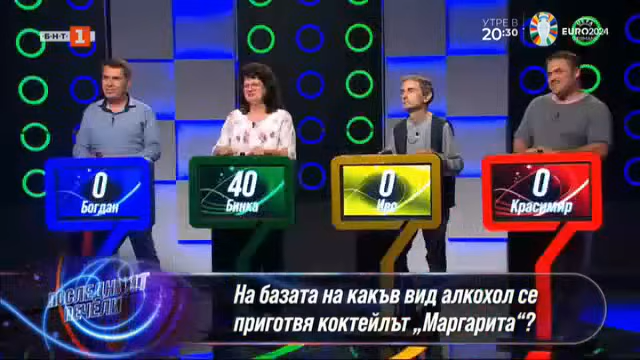 БНТ 1
УТРЕ В
20:30
UEFA
EURO2024
0
Богдан
40
Бинка
0
Иво
0
Красимир
ПОСЛЕДНИЯТ
ПЕЧЕЛИ
На базата на какъв вид алкохол се
приготвя коктейлът „Маргарита“?